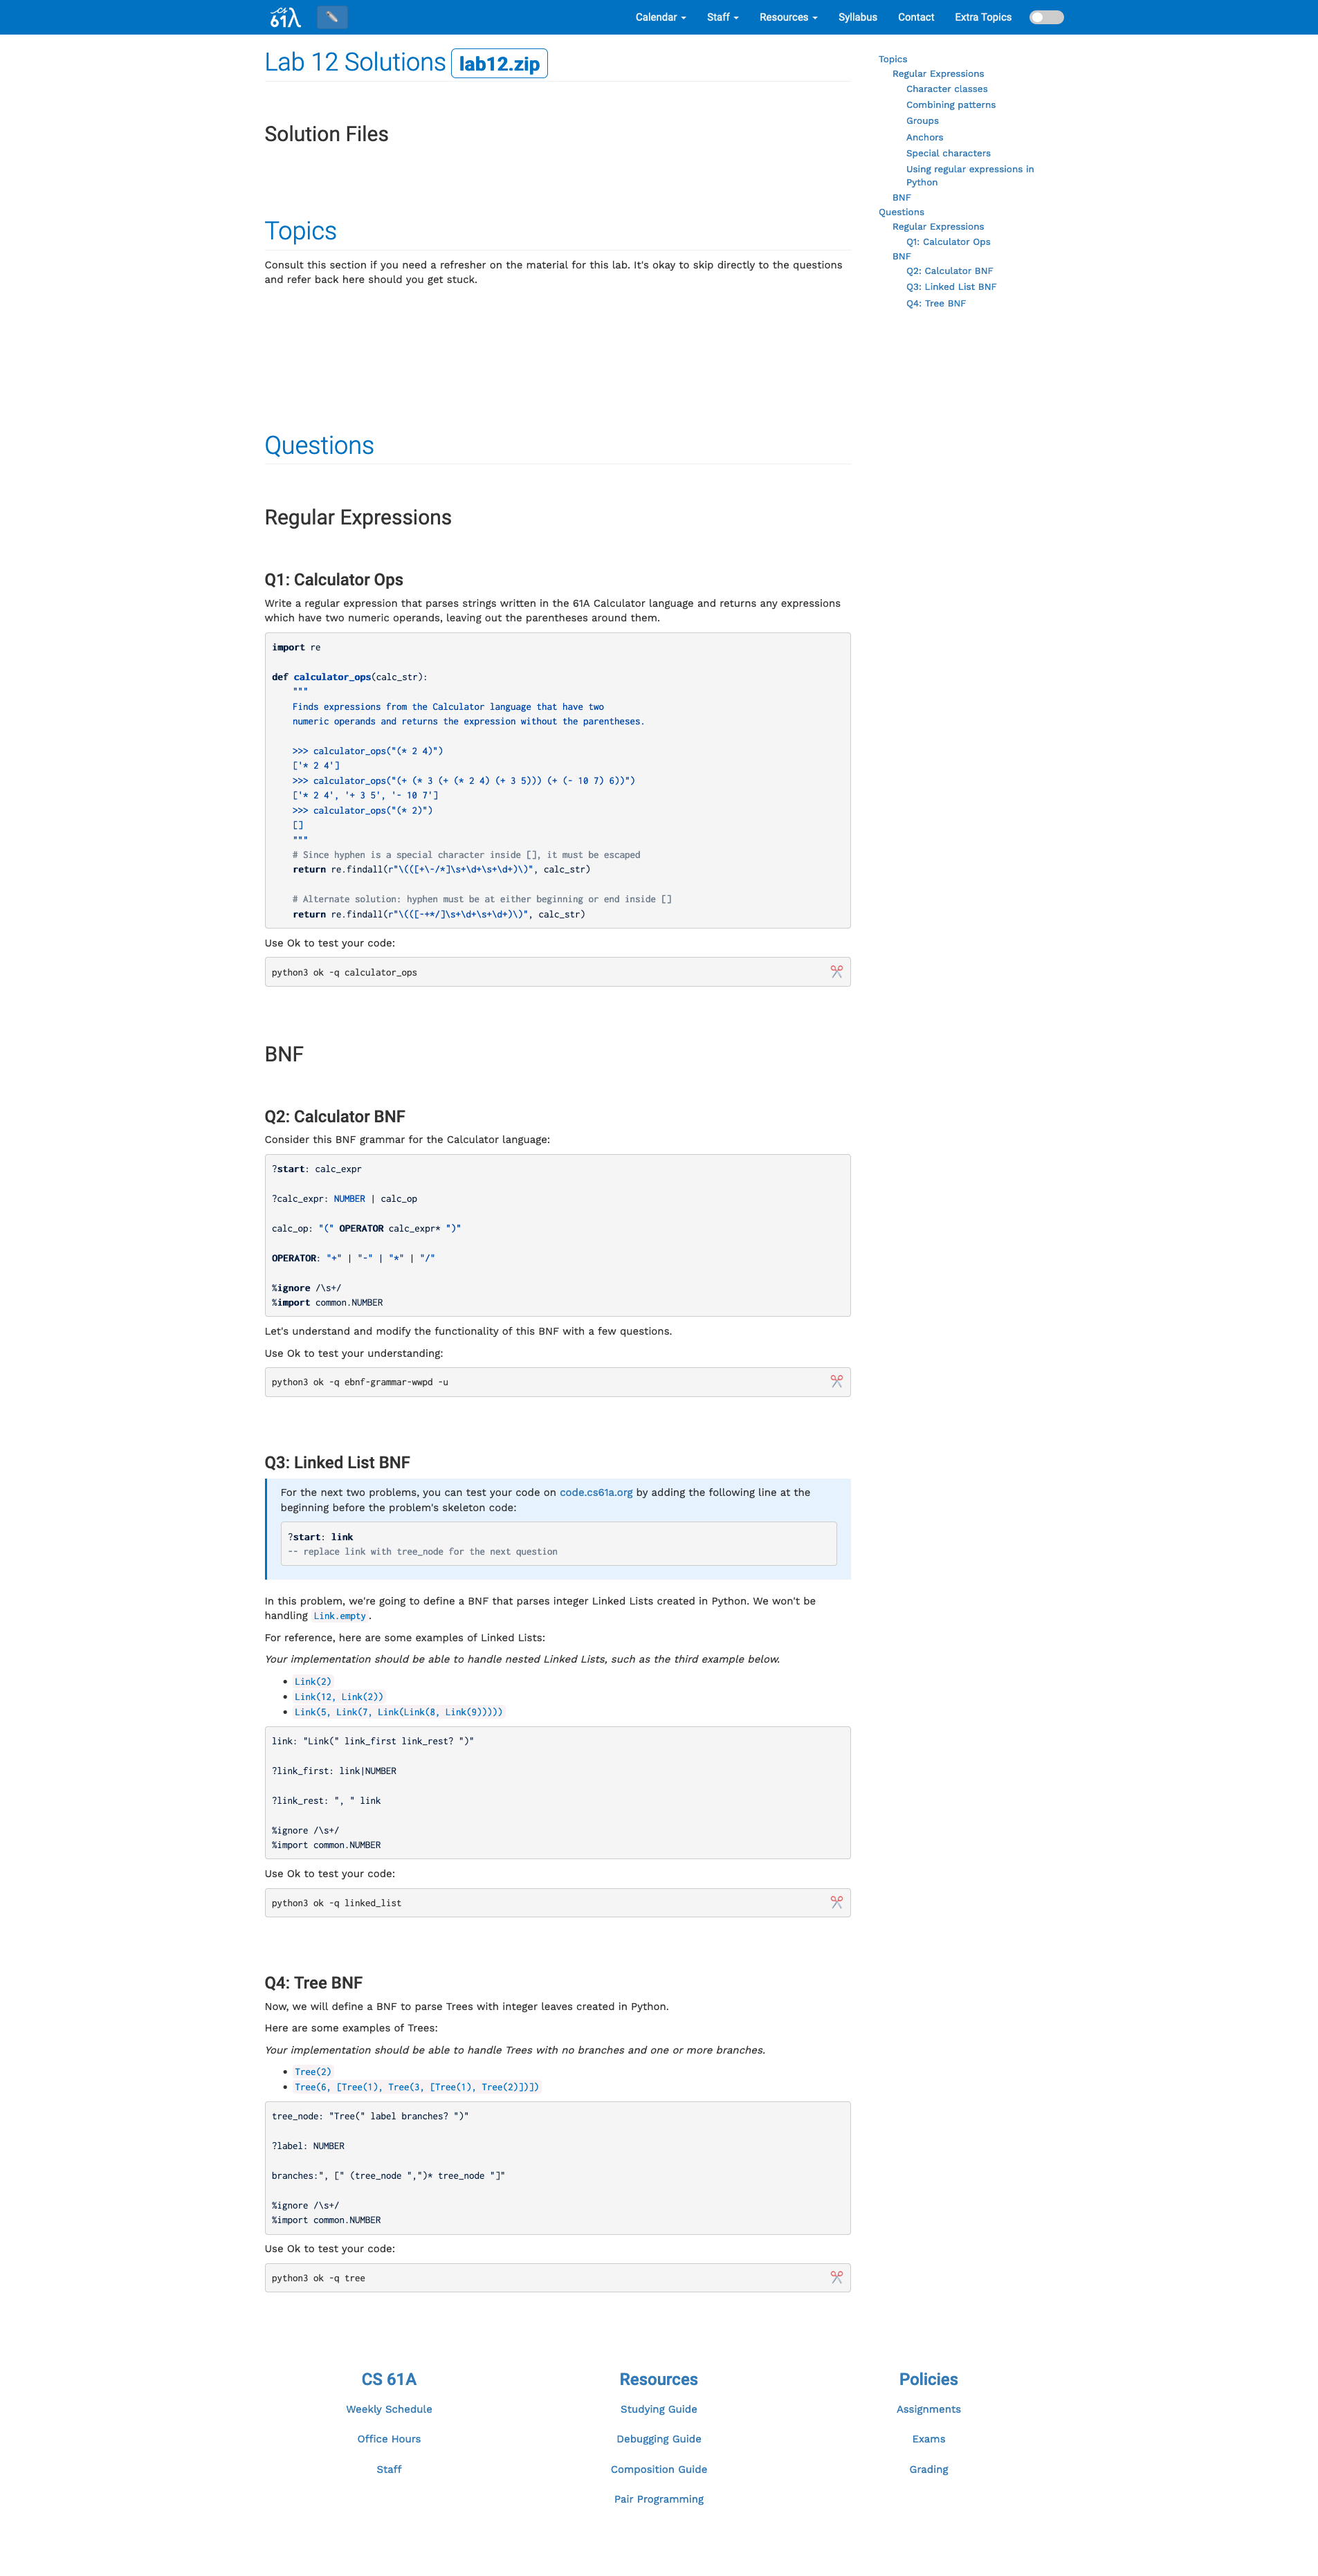 61A
Calendar
Staff
Resources
Syllabus
Contact
Extra Topics
Lab 12 Solutions lab12.zip
Solution Files
Topics
Consult this section if you need a refresher on the material for this lab. It's okay to skip directly to the questions
and refer back here should you get stuck.
Questions
Regular Expressions
Q1: Calculator Ops
Write a regular expression that parses strings written in the 61A Calculator language and returns any expressions
which have two numeric operands, leaving out the parentheses around them.
import re
def calculator_ops(calc_str):
    """
    Finds expressions from the Calculator language that have two
    numeric operands and returns the expression without the parentheses.
    >>> calculator_ops("(* 2 4)")
    ['* 2 4']
    >>> calculator_ops("(+ (* 3 (+ (* 2 4) (+ 3 5))) (+ (- 10 7) 6))")
    ['* 2 4', '+ 3 5', '- 10 7']
    >>> calculator_ops("(* 2)")
    []
    """
    # Since hyphen is a special character inside [], it must be escaped
    return re.findall(r"\(([+\-/*]\s+\d+\s+\d+)\)", calc_str)
    # Alternate solution: hyphen must be at either beginning or end inside []
    return re.findall(r"\(([-+*/]\s+\d+\s+\d+)\)", calc_str)
Use Ok to test your code:
python3 ok -q calculator_ops
BNF
Q2: Calculator BNF
Consider this BNF grammar for the Calculator language:
?start: calc_expr
?calc_expr: NUMBER | calc_op
calc_op: "(" OPERATOR calc_expr* ")"
OPERATOR: "+" | "-" | "*" | "/"
%ignore /\s+/
%import common.NUMBER
Let's understand and modify the functionality of this BNF with a few questions.
Use Ok to test your understanding:
python3 ok -q ebnf-grammar-wwpd -u
Q3: Linked List BNF
For the next two problems, you can test your code on code.cs61a.org by adding the following line at the
beginning before the problem's skeleton code:
?start: link
-- replace link with tree_node for the next question
In this problem, we're going to define a BNF that parses integer Linked Lists created in Python. We won't be
handling Link.empty.
For reference, here are some examples of Linked Lists:
Your implementation should be able to handle nested Linked Lists, such as the third example below.
• Link(2)
• Link(12, Link(2))
• Link(5, Link(7, Link(Link(8, Link(9)))))
link: "Link(" link_first link_rest? ")"
?link_first: link|NUMBER
?link_rest: ", " link
%ignore /\s+/
%import common.NUMBER
Use Ok to test your code:
python3 ok -q linked_list
Q4: Tree BNF
Now, we will define a BNF to parse Trees with integer leaves created in Python.
Here are some examples of Trees:
Your implementation should be able to handle Trees with no branches and one or more branches.
• Tree(2)
• Tree(6, [Tree(1), Tree(3, [Tree(1), Tree(2)])])
tree_node: "Tree(" label branches? ")"
?label: NUMBER
branches:", [" (tree_node ",")* tree_node "]"
%ignore /\s+/
%import common.NUMBER
Use Ok to test your code:
python3 ok -q tree
Topics
Regular Expressions
Character classes
Combining patterns
Groups
Anchors
Special characters
Using regular expressions in
Python
BNF
Questions
Regular Expressions
Q1: Calculator Ops
BNF
Q2: Calculator BNF
Q3: Linked List BNF
Q4: Tree BNF
CS 61A
Weekly Schedule
Office Hours
Staff
Resources
Studying Guide
Debugging Guide
Composition Guide
Pair Programming
Policies
Assignments
Exams
Grading